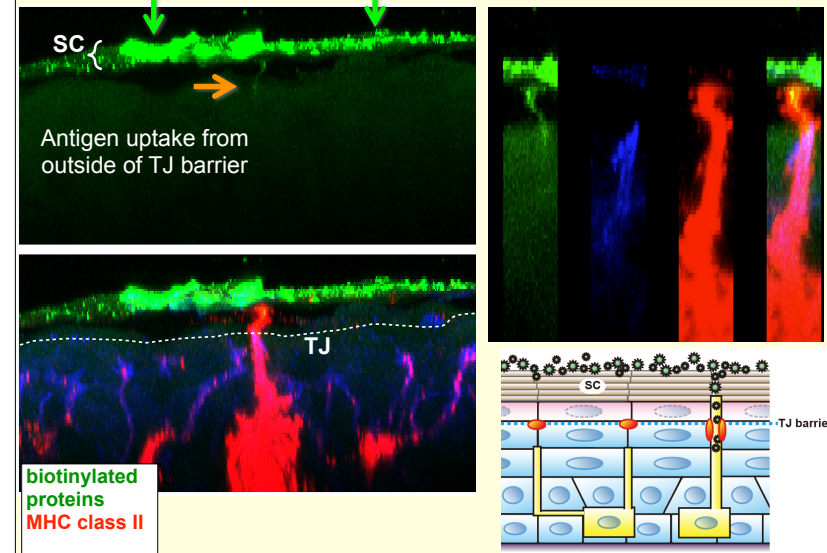 SC
Antigen uptake from
outside of TJ barrier
TJ
biotinylated
proteins
MHC class II
SC
TJ barrie